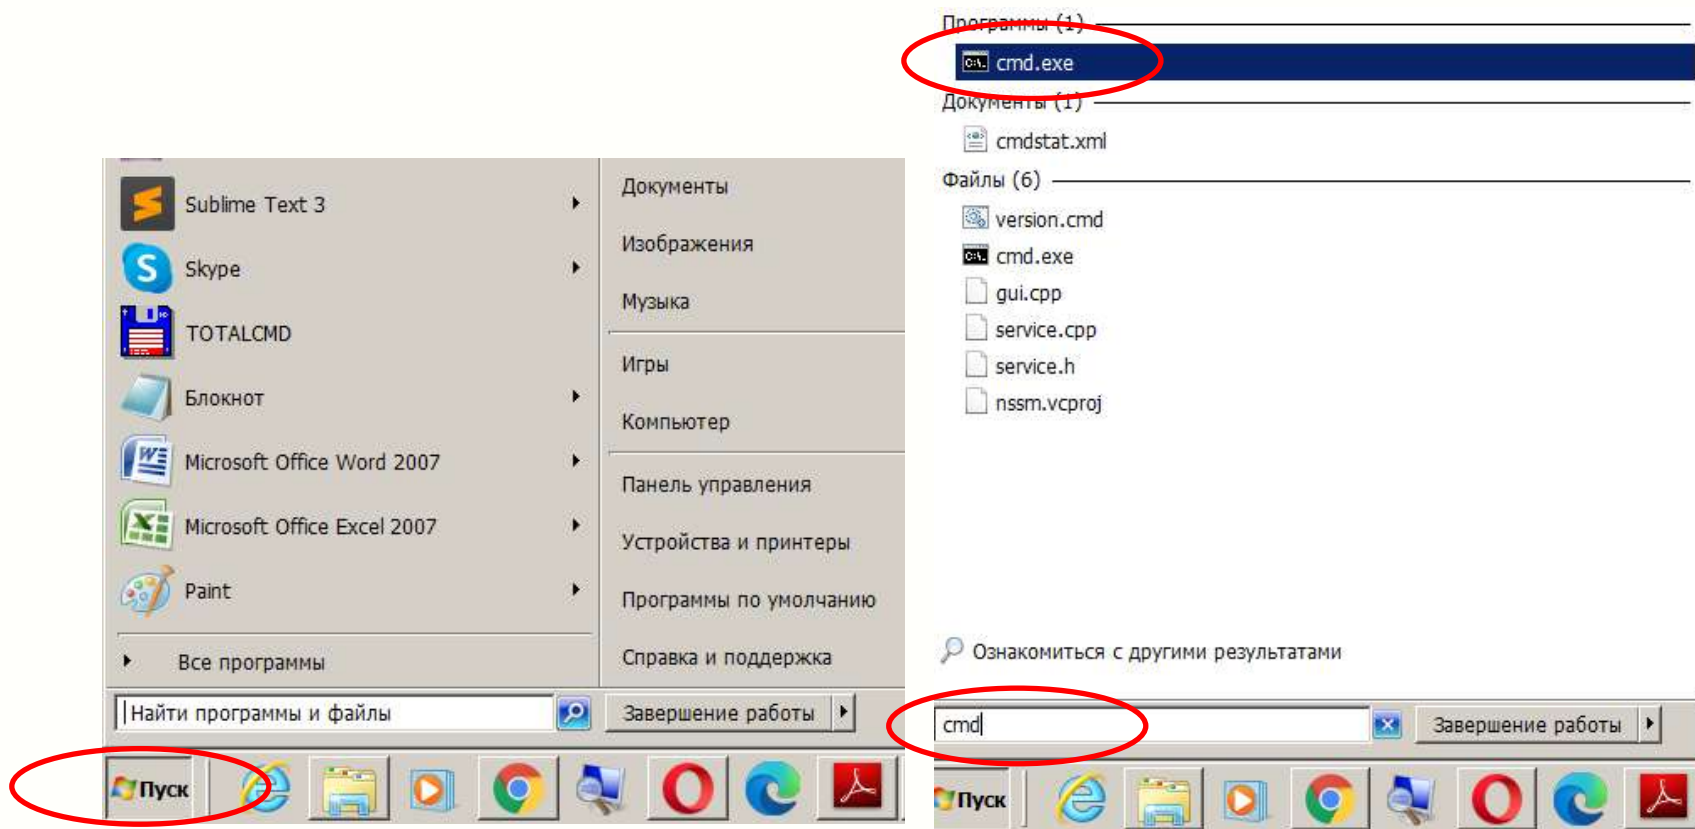 Sublime Text 3
Skype
TOTALCMD
Блокнот
Microsoft Office Word 2007
Microsoft Office Excel 2007
Paint
Все программы
Найти программы и файлы
Документы
Изображения
Музыка
Игры
Компьютер
Панель управления
Устройства и принтеры
Программы по умолчанию
Справка и поддержка
Завершение работы
Пуск
Программы (1)
cmd.exe
Документы (1)
cmdstat.xml
Файлы (6)
version.cmd
cmd.exe
gui.cpp
service.cpp
service.h
nssm.vcproj
Ознакомиться с другими результатами
cmd
Завершение работы
Пуск